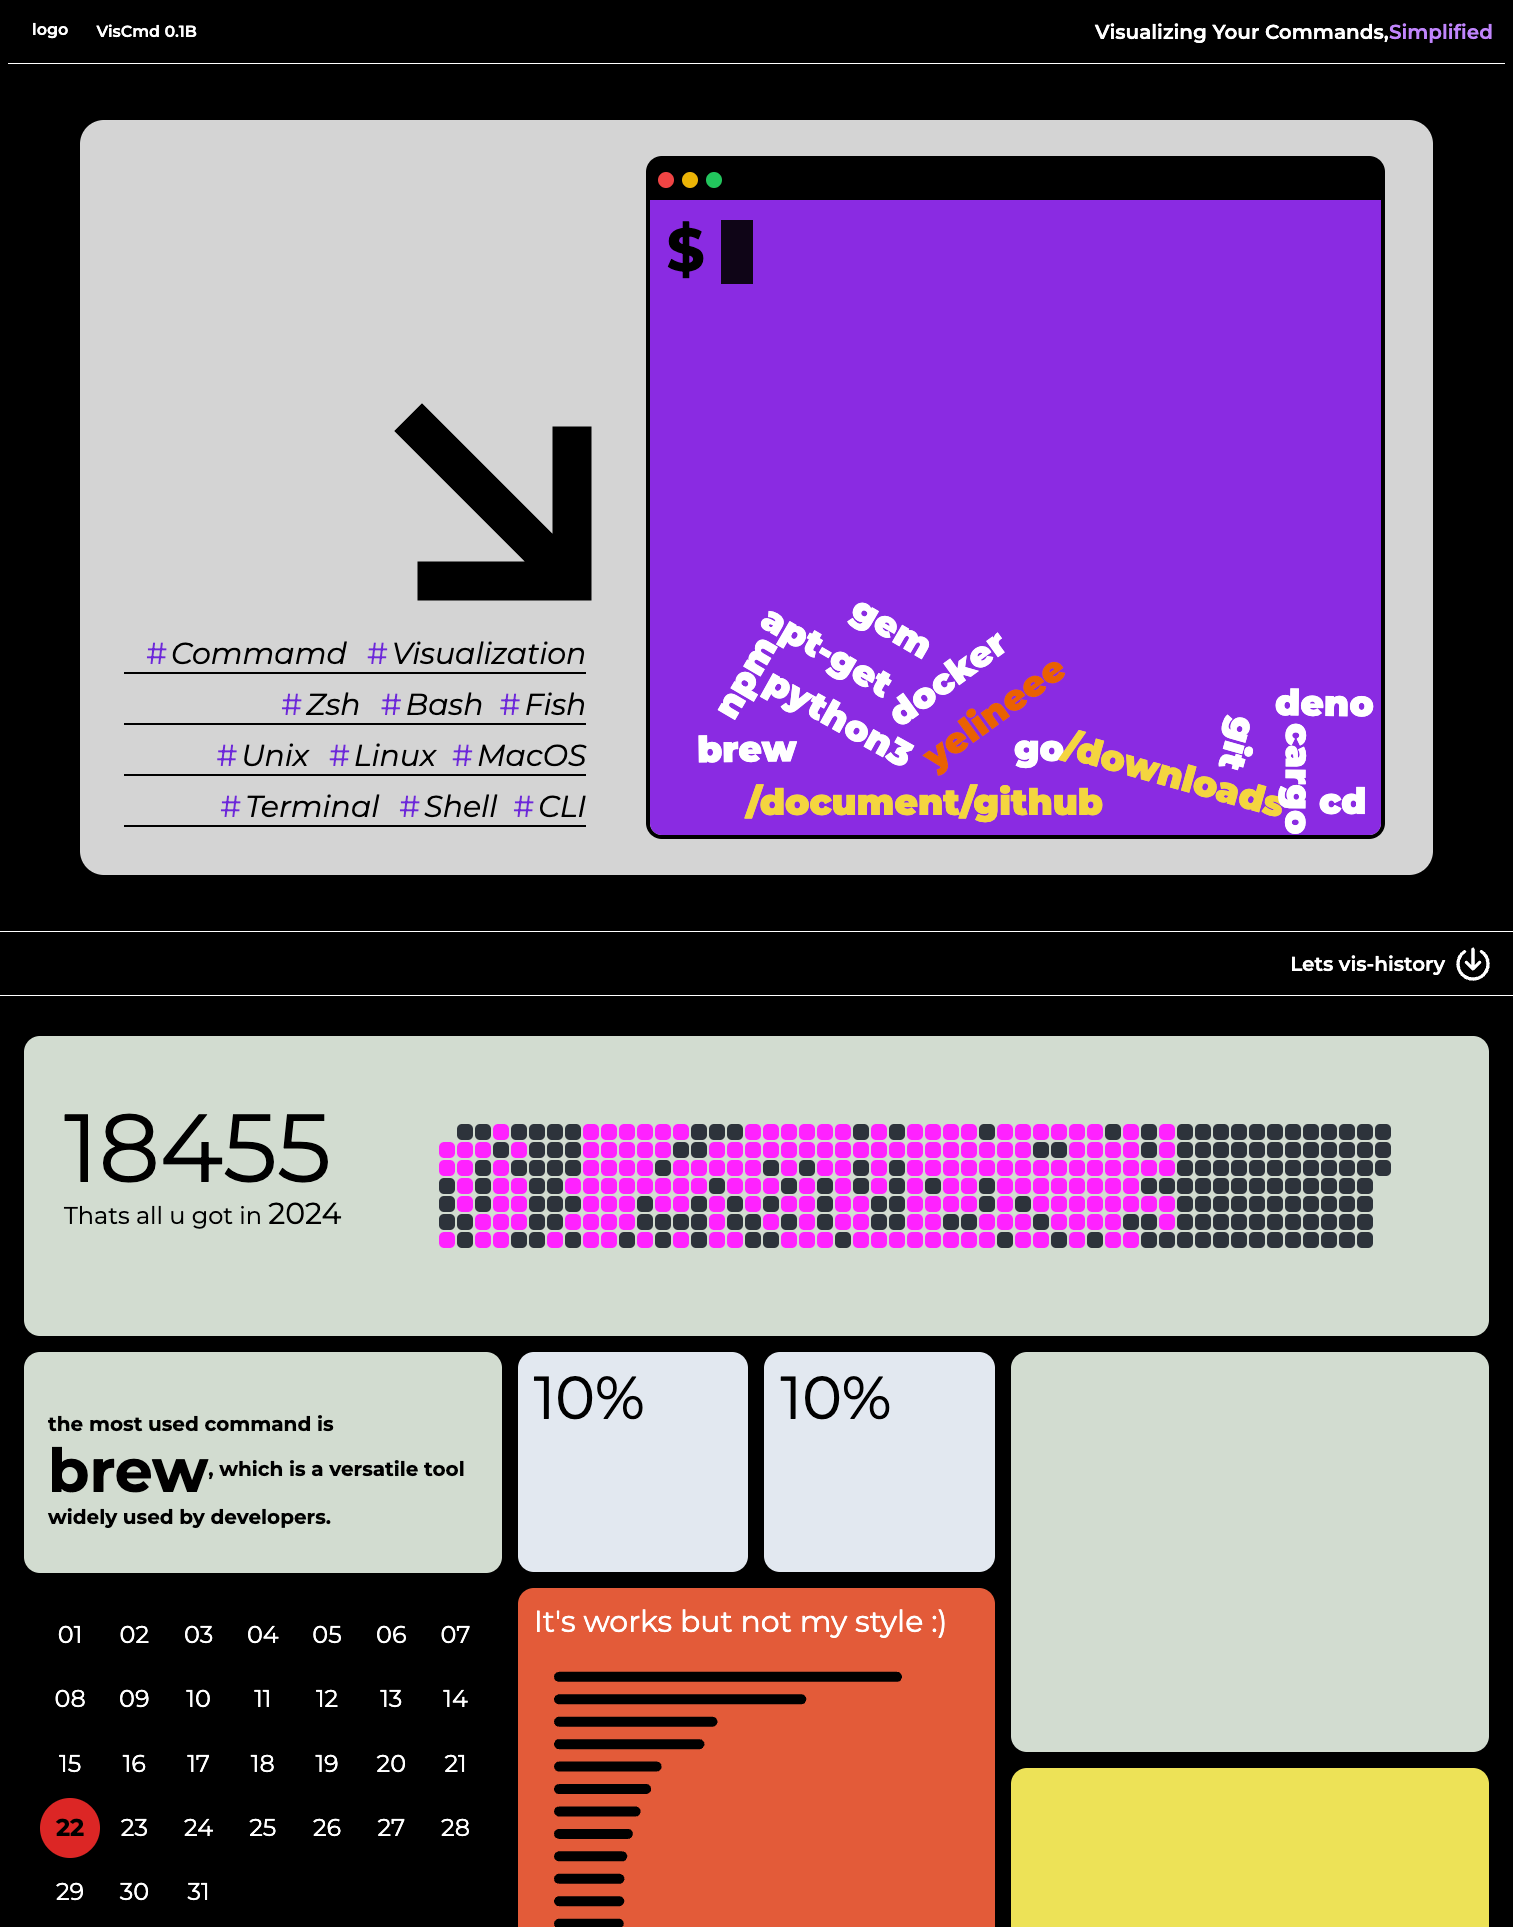 logo VisCmd 0.1B Visualizing Your Commands,Simplified
$
#Commamd #Visualization
#Zsh #Bash #Fish
#Unix #Linux #MacOS
#Terminal #Shell #CLI
gem
apt-get
docker
npm
python3
yelineee
deno
brew
go
/downloads
git
cargo
/document/github
cd
Lets vis-history
18455
Thats all u got in 2024
the most used command is
brew, which is a versatile tool
widely used by developers.
10%
10%
01 02 03 04 05 06 07
08 09 10 11 12 13 14
15 16 17 18 19 20 21
22 23 24 25 26 27 28
29 30 31
It's works but not my style :)